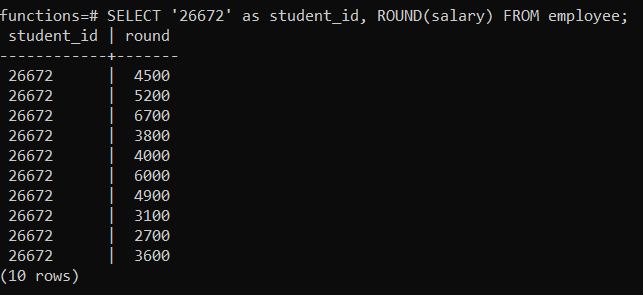 functions=# SELECT '26672' as student_id, ROUND(salary) FROM employee;
 student_id | round
------------+-------
 26672      |  4500
 26672      |  5200
 26672      |  6700
 26672      |  3800
 26672      |  4000
 26672      |  6000
 26672      |  4900
 26672      |  3100
 26672      |  2700
 26672      |  3600
(10 rows)